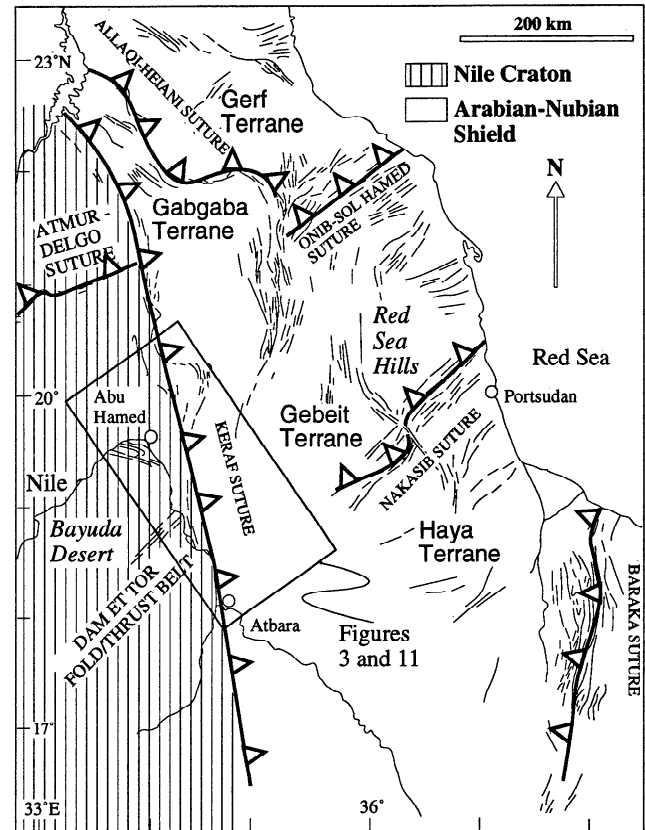 200 km
23°N
Nile Craton
Arabian-Nubian
Shield
N
ALLAQI HEIANI SUTURE
Gerf
Terrane
ONIB-SOL HAMED
SUTURE
Gabgaba
Terrane
ATMUR -
DELGO
SUTURE
Red
Sea
Hills
Red Sea
20°
Abu
Hamed
Portsudan
Gebeit
Terrane
KERAF SUTURE
NAKASIB SUTURE
Nile
Bayuda
Desert
Haya
Terrane
DAM ET TOR
FOLD/THRUST BELT
BARAKA SUTURE
Atbara
Figures
3 and 11
17°
33°E
36°